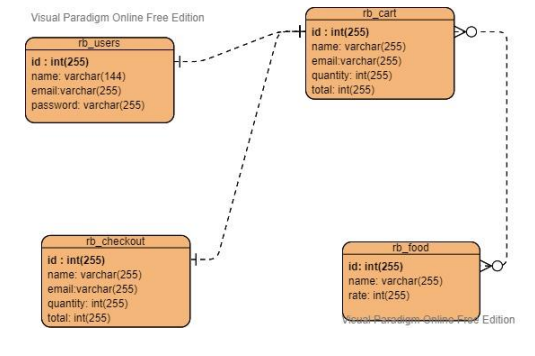 Visual Paradigm Online Free Edition
rb_users
id : int(255)
name: varchar(144)
email:varchar(255)
password: varchar(255)
rb_cart
id : int(255)
name: varchar(255)
email:varchar(255)
quantity: int(255)
total: int(255)
rb_checkout
id : int(255)
name: varchar(255)
email:varchar(255)
quantity: int(255)
total: int(255)
rb_food
id: int(255)
name: varchar(255)
rate: int(255)
Visual Paradigm Online Free Edition